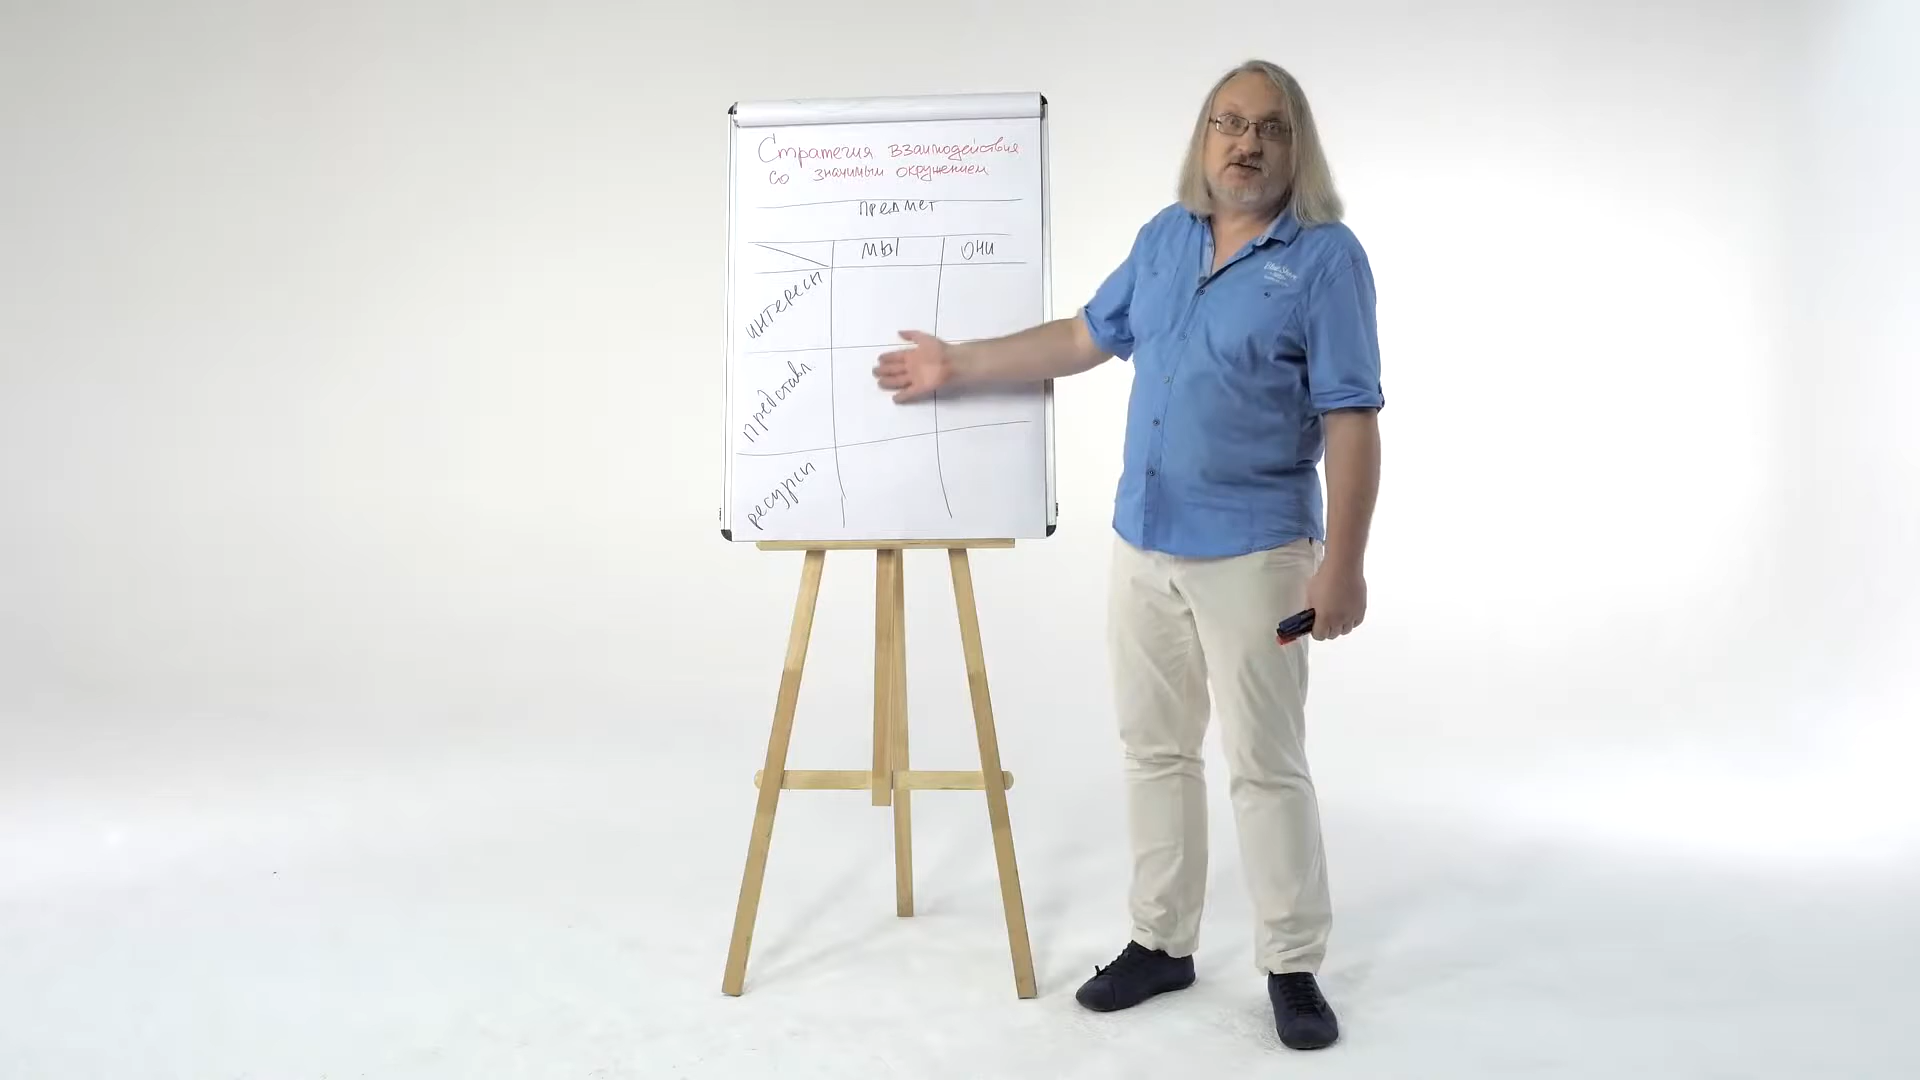 Стратегия взаимодействия
со значимым окружением
предмет
мы они
интересы
представл
ресурсы